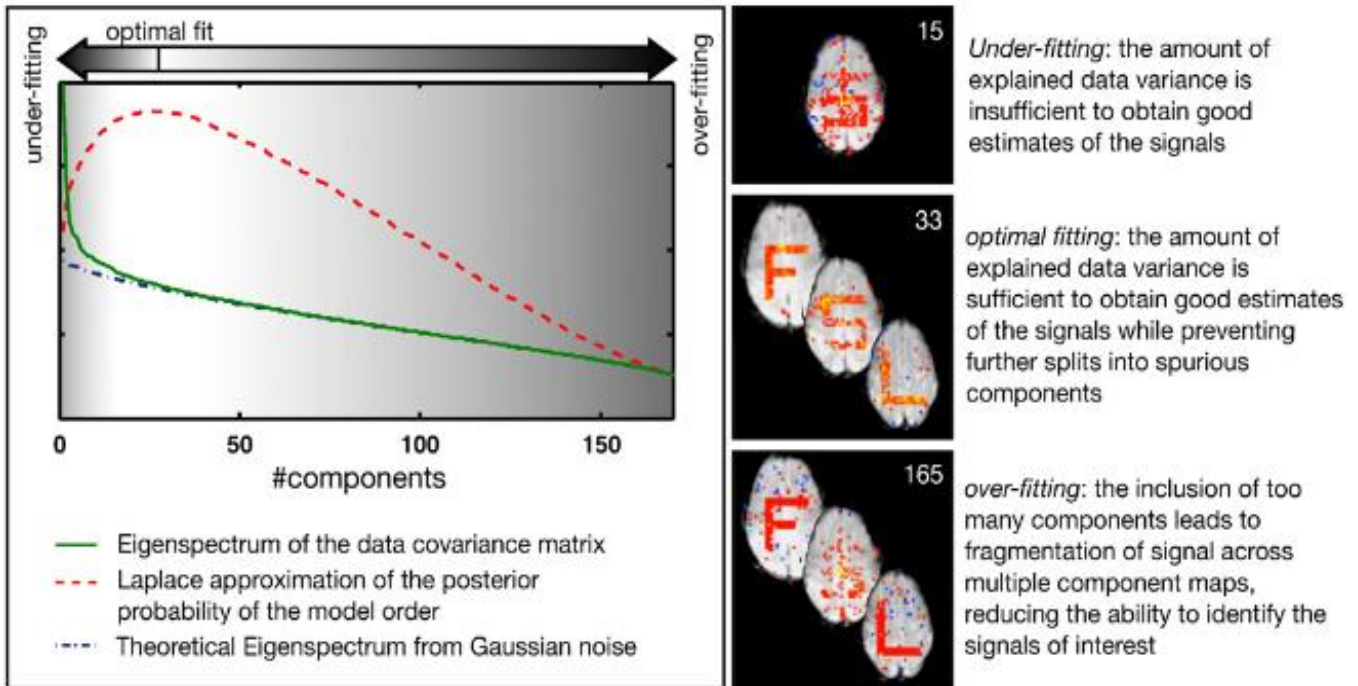 optimal fit
under-fitting
over-fitting
0
50
100
150
#components
Eigenspectrum of the data covariance matrix
Laplace approximation of the posterior
probability of the model order
Theoretical Eigenspectrum from Gaussian noise
15
Under-fitting: the amount of
explained data variance is
insufficient to obtain good
estimates of the signals
33
F
S
L
optimal fitting: the amount of
explained data variance is
sufficient to obtain good estimates
of the signals while preventing
further splits into spurious
components
165
F
S
L
over-fitting: the inclusion of too
many components leads to
fragmentation of signal across
multiple component maps,
reducing the ability to identify the
signals of interest